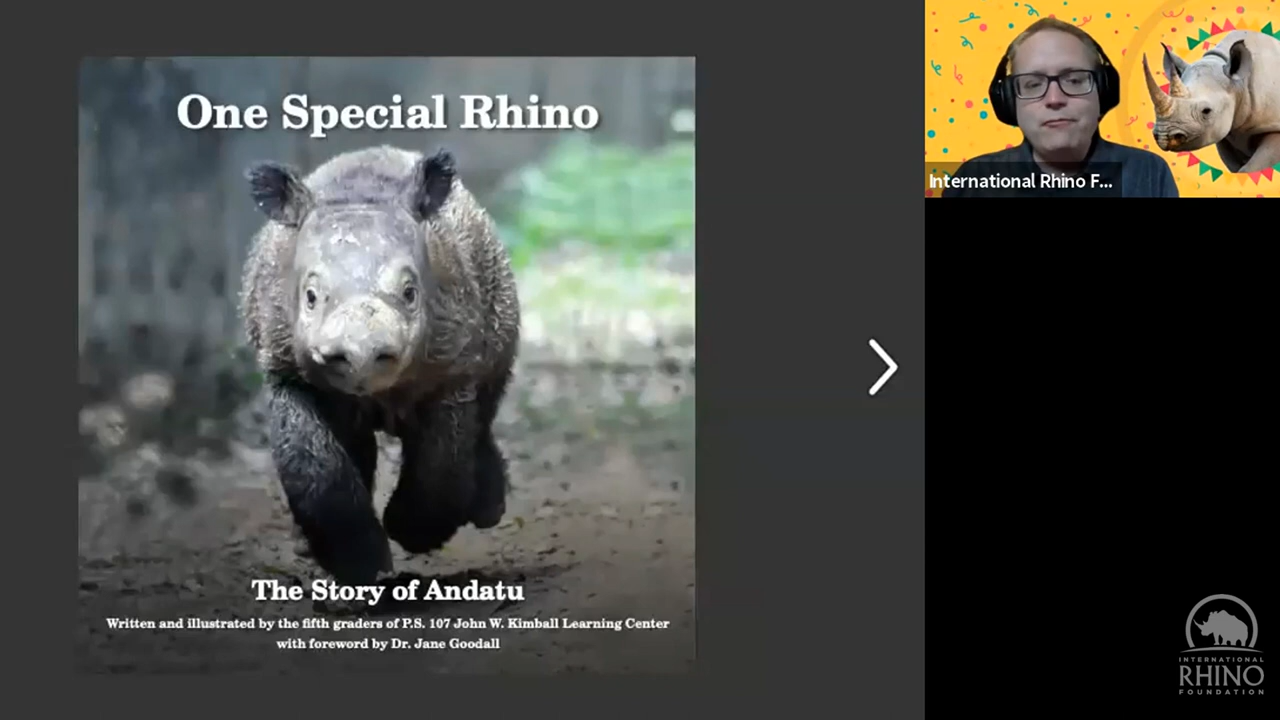 One Special Rhino
The Story of Andatu
Written and illustrated by the fifth graders of P.S. 107 John W. Kimball Learning Center
with foreword by Dr. Jane Goodall
International Rhino F...
INTERNATIONAL
RHINO
FOUNDATION